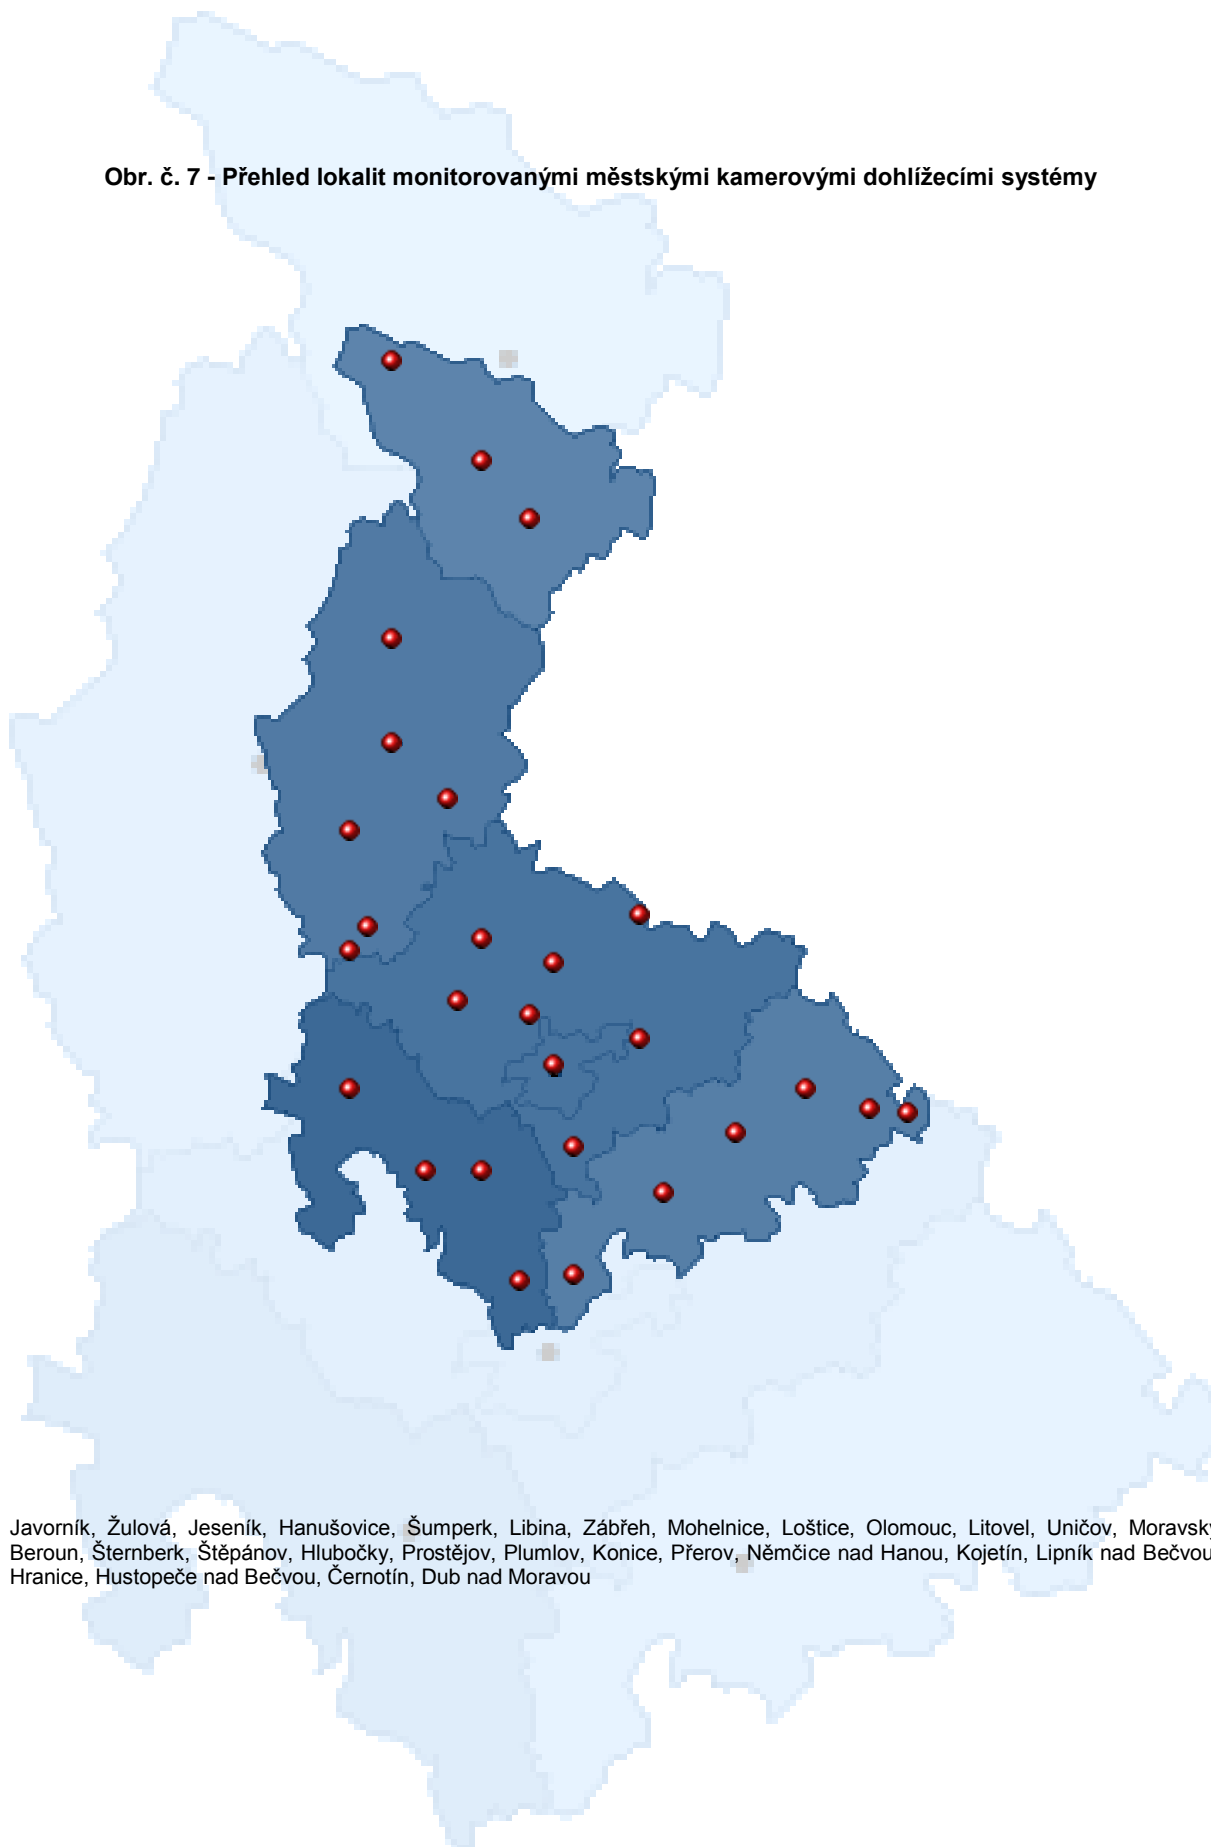 Obr. č. 7 - Přehled lokalit monitorovanými městskými kamerovými dohlížecími systémy
Javorník, Žulová, Jeseník, Hanušovice, Šumperk, Libina, Zábřeh, Mohelnice, Loštice, Olomouc, Litovel, Uničov, Moravský
Beroun, Šternberk, Štěpánov, Hlubočky, Prostějov, Plumlov, Konice, Přerov, Němčice nad Hanou, Kojetín, Lipník nad Bečvou
Hranice, Hustopeče nad Bečvou, Černotín, Dub nad Moravou